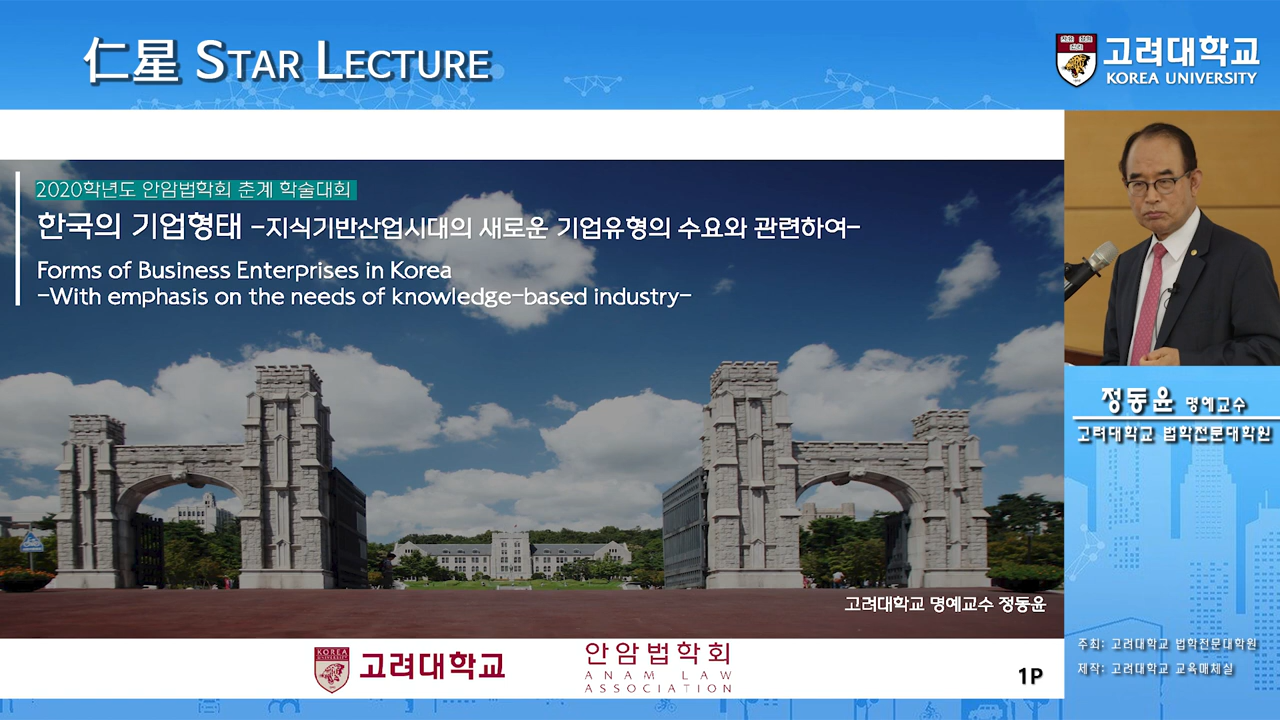 仁星 STAR LECTURE
고려대학교
KOREA UNIVERSITY
2020학년도 안암법학회 춘계 학술대회
한국의 기업형태 -지식기반산업시대의 새로운 기업유형의 수요와 관련하여-
Forms of Business Enterprises in Korea
-With emphasis on the needs of knowledge-based industry-
고려대학교 명예교수 정동윤
정동윤 명예교수
고려대학교 법학전문대학원
주최: 고려대학교 법학전문대학원
제작: 고려대학교 교육매체실
KOREA
UNIVERSITY
고려대학교
안암법학회
ANAM LAW
ASSOCIATION
1P